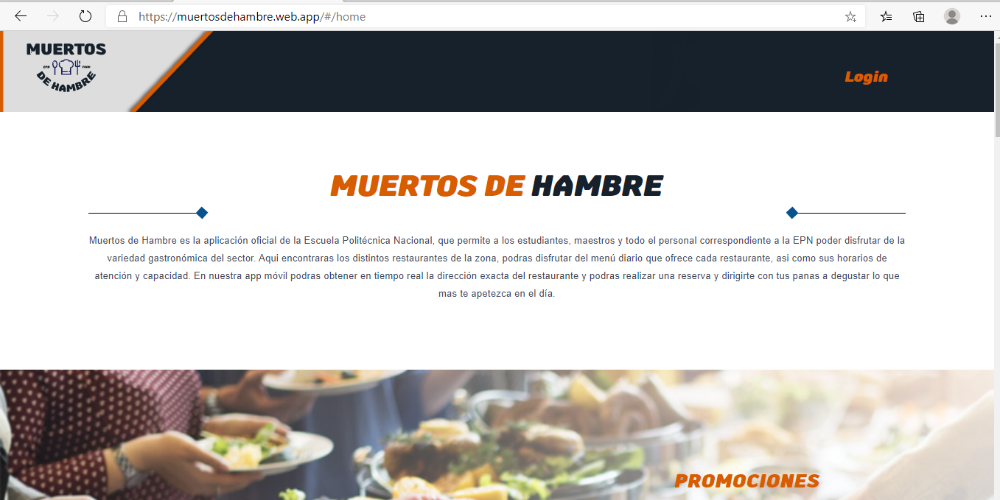 https://muertosdehambre.web.app/#/home
MUERTOS
EPN FOOD
DE HAMBRE
Login
MUERTOS DE HAMBRE
Muertos de Hambre es la aplicación oficial de la Escuela Politécnica Nacional, que permite a los estudiantes, maestros y todo el personal correspondiente a la EPN poder disfrutar de la
variedad gastronómica del sector. Aqui encontraras los distintos restaurantes de la zona, podras disfrutar del menú diario que ofrece cada restaurante, asi como sus horarios de
atención y capacidad. En nuestra app móvil podras obtener en tiempo real la dirección exacta del restaurante y podras realizar una reserva y dirigirte con tus panas a degustar lo que
mas te apetezca en el día.
PROMOCIONES